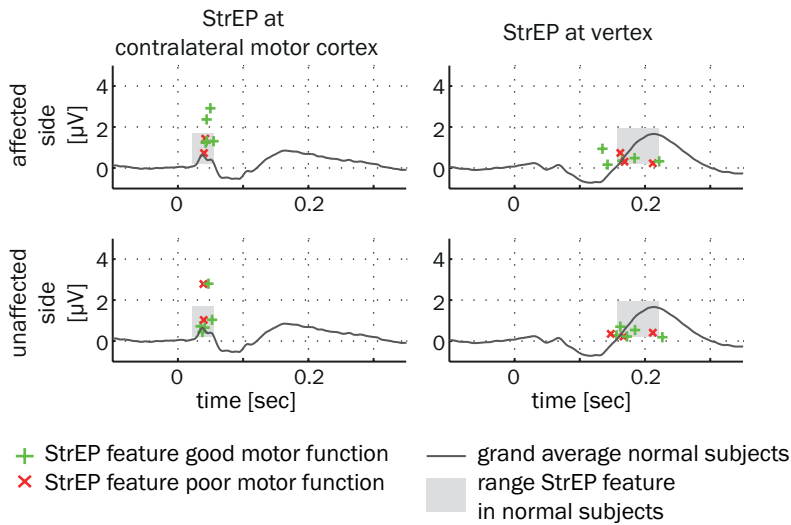 StrEP at
contralateral motor cortex
StrEP at vertex
affected
side
[µV]
4
2
0
0
0.2
4
2
0
0
0.2
unaffected
side
[µV]
4
2
0
0
0.2
time [sec]
4
2
0
0
0.2
time [sec]
StrEP feature good motor function
StrEP feature poor motor function
grand average normal subjects
range StrEP feature
in normal subjects